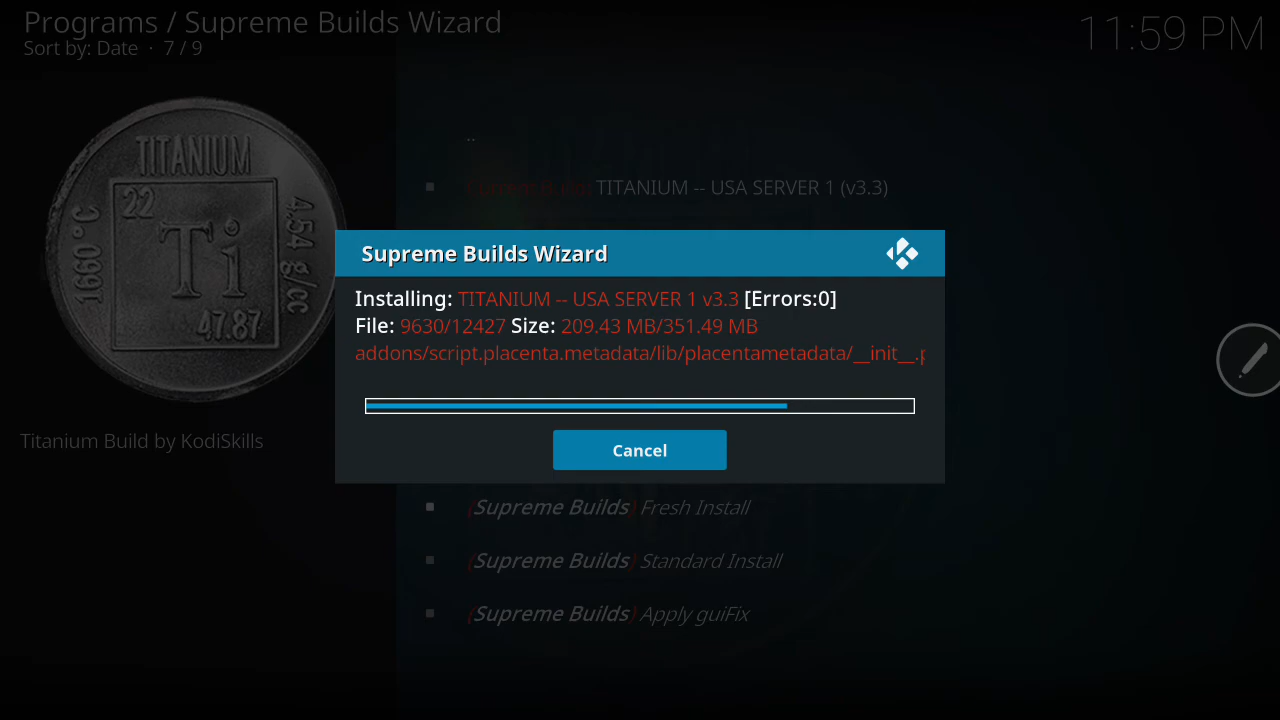 Programs / Supreme Builds Wizard
Sort by: Date · 7 / 9
11:59 PM
TITANIUM
22
Ti
1660 °C
4,54 g/cc
47.87
Titanium Build by KodiSkills
..
TITANIUM -- USA SERVER 1 (v3.3)
Supreme Builds Wizard
Installing: TITANIUM -- USA SERVER 1 v3.3 [Errors:0]
File: 9630/12427 Size: 209.43 MB/351.49 MB
addons/script.placenta.metadata/lib/placentametadata/__init__.p
Cancel
(Supreme Builds) Fresh Install
(Supreme Builds) Standard Install
(Supreme Builds) Apply guiFix